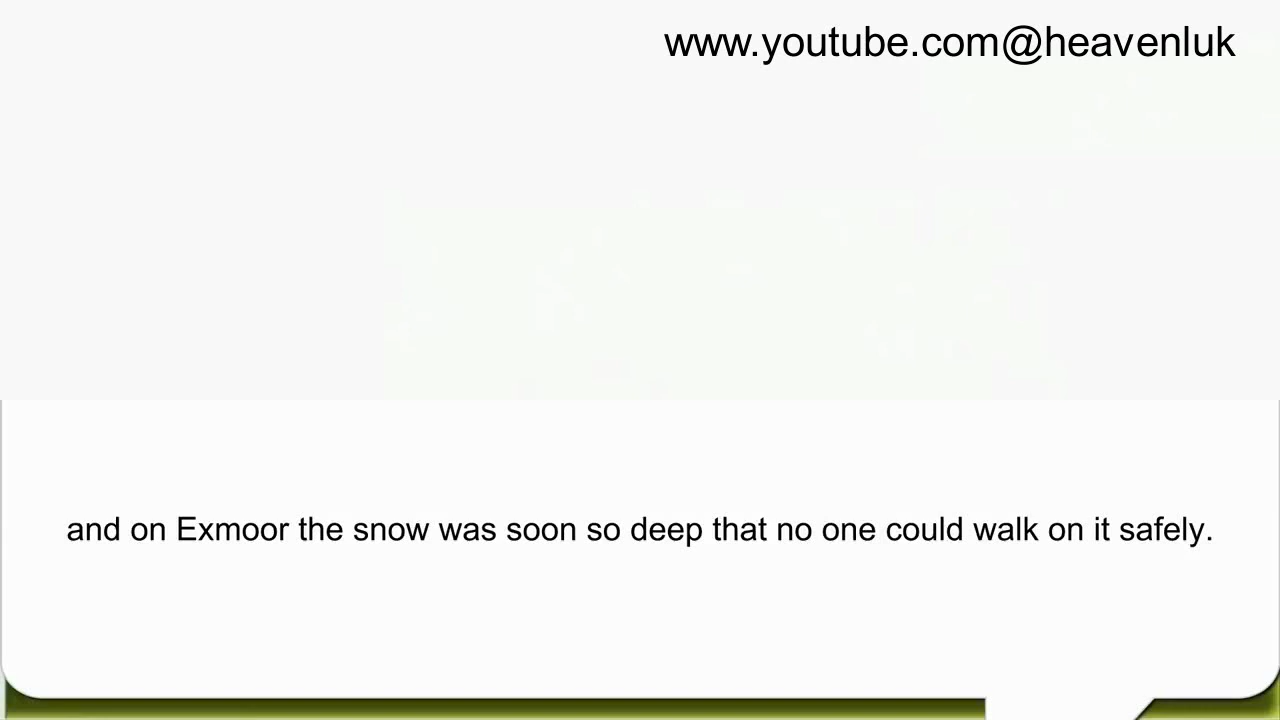 www.youtube.com@heavenluk
and on Exmoor the snow was soon so deep that no one could walk on it safely.